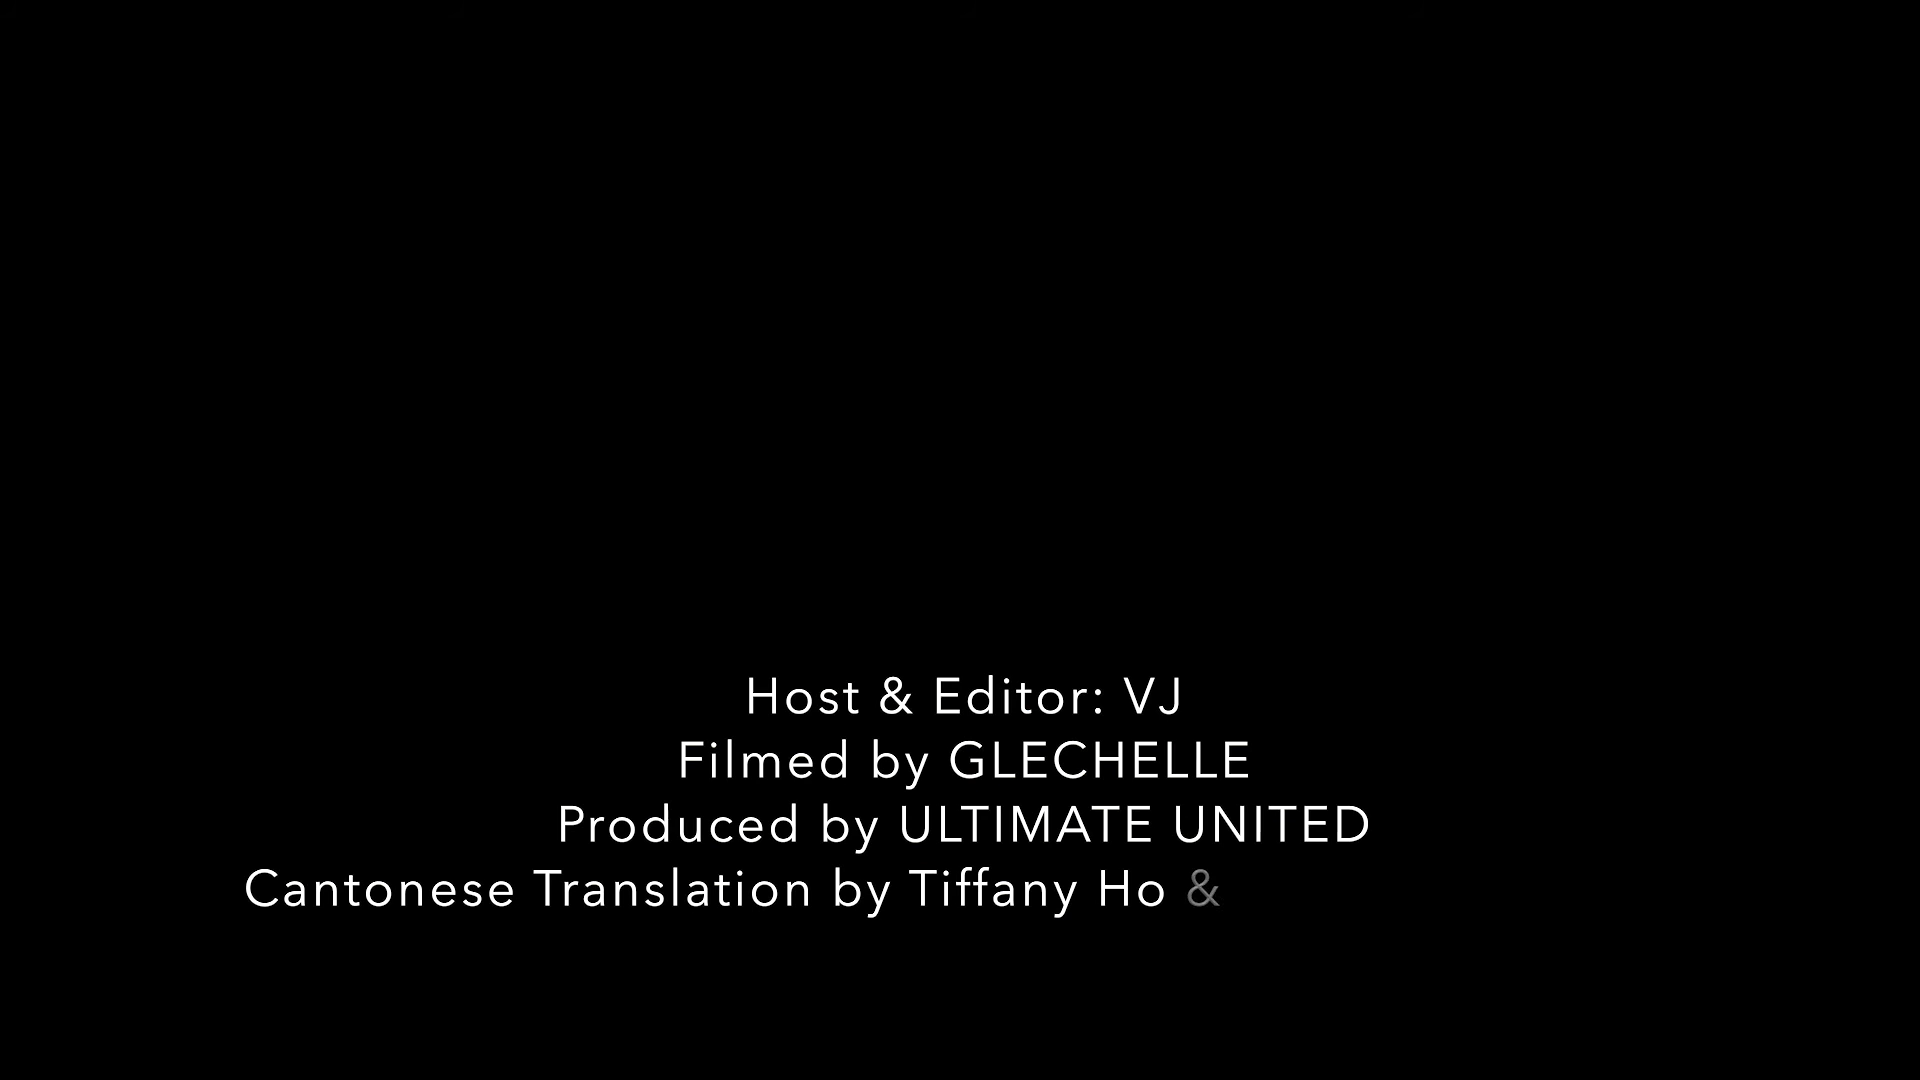 Host & Editor: VJ
Filmed by GLECHELLE
Produced by ULTIMATE UNITED
Cantonese Translation by Tiffany Ho &